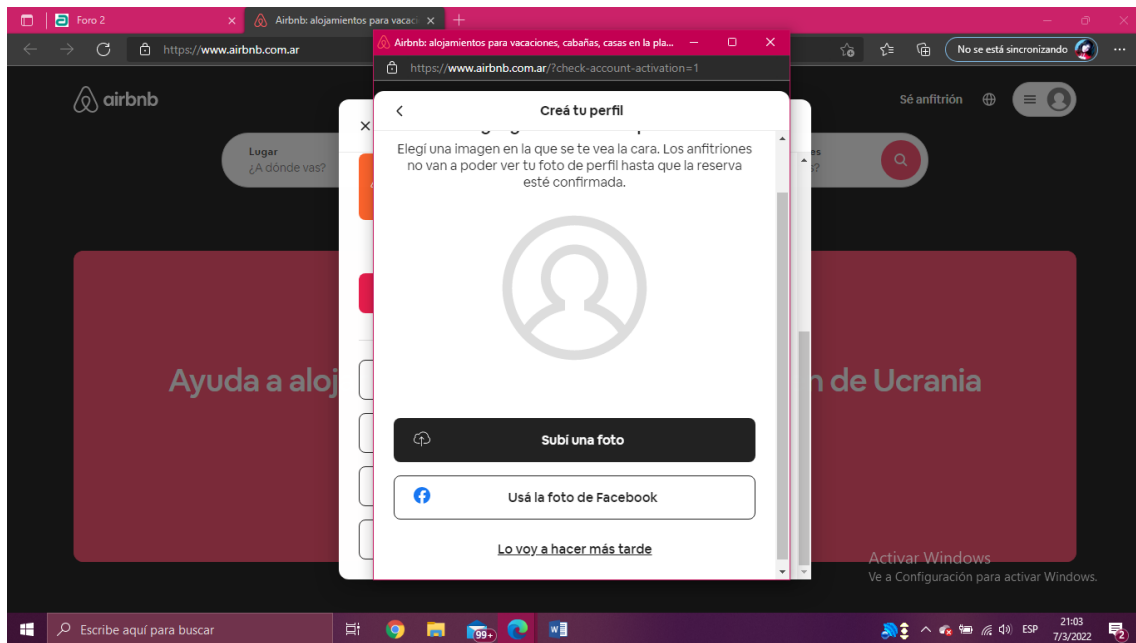 Foro 2
Airbnb: alojamientos para vacaci
https://www.airbnb.com.ar
No se está sincronizando
Airbnb: alojamientos para vacaciones, cabañas, casas en la pla...
https://www.airbnb.com.ar/?check-account-activation=1
airbnb
Sé anfitrión
Lugar
¿A dónde vas?
Creá tu perfil
Elegí una imagen en la que se te vea la cara. Los anfitriones
no van a poder ver tu foto de perfil hasta que la reserva
esté confirmada.
Ayuda a aloj
n de Ucrania
Subí una foto
Usá la foto de Facebook
Lo voy a hacer más tarde
Activar Windows
Ve a Configuración para activar Windows.
Escribe aquí para buscar
99+
ESP
21:03
7/3/2022
2